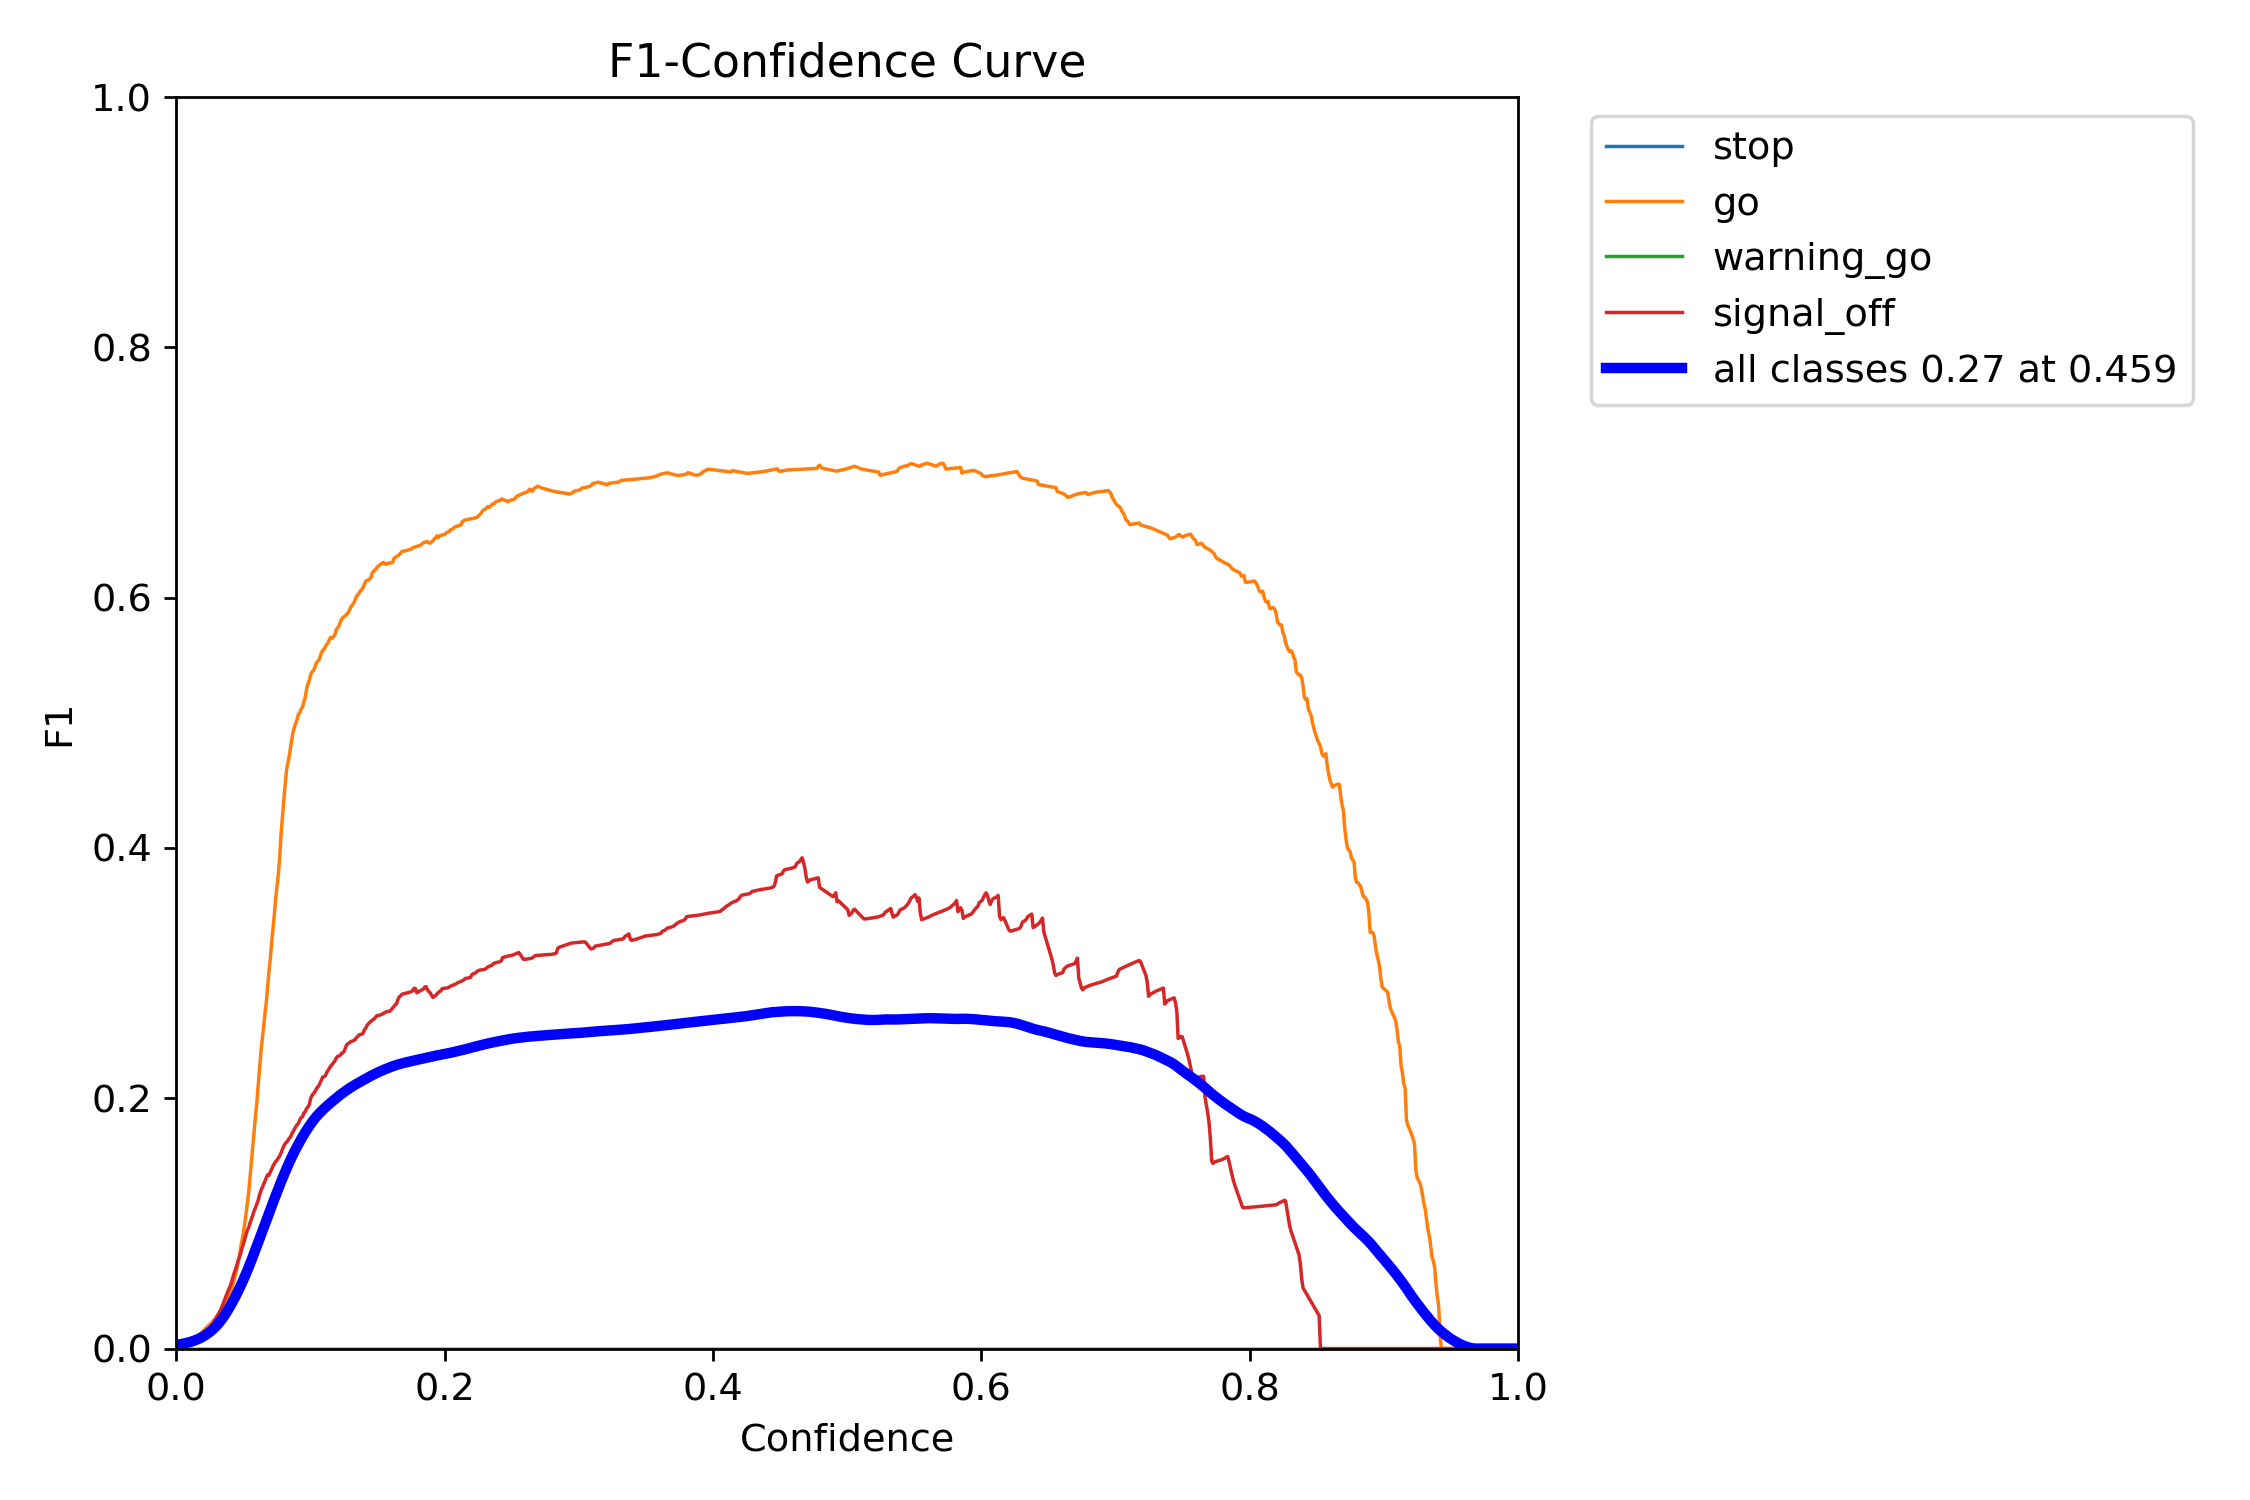 F1-Confidence Curve
1.0
0.8
0.6
0.4
0.2
0.0
F1
0.0 0.2 0.4 0.6 0.8 1.0
Confidence
stop
go
warning_go
signal_off
all classes 0.27 at 0.459